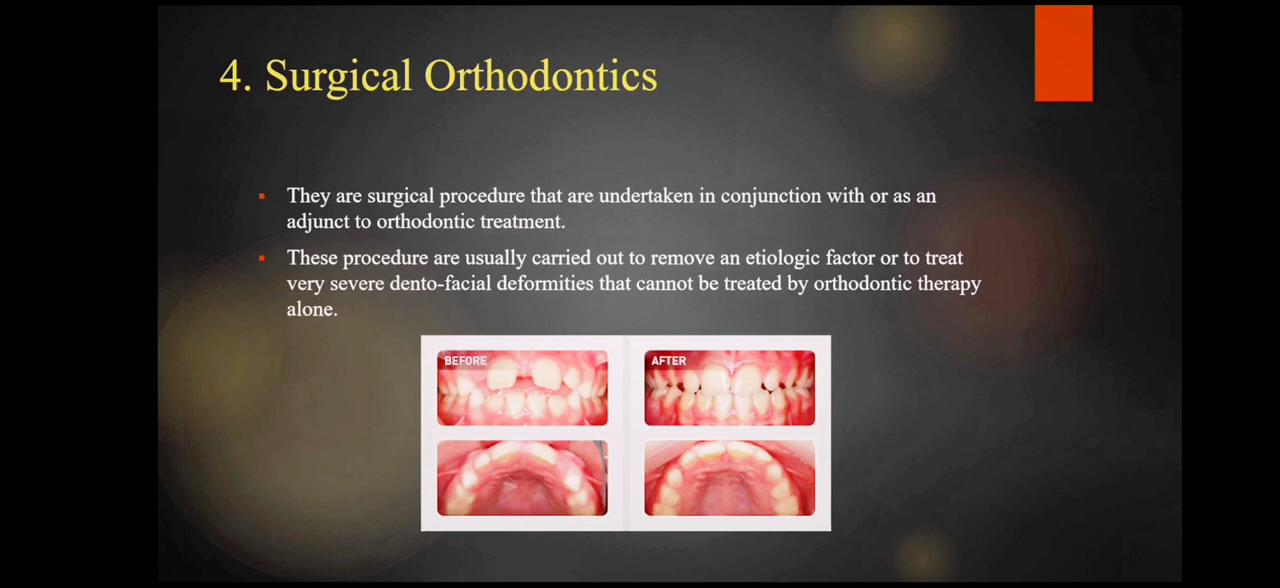 4. Surgical Orthodontics
They are surgical procedure that are undertaken in conjunction with or as an
adjunct to orthodontic treatment.
These procedure are usually carried out to remove an etiologic factor or to treat
very severe dento-facial deformities that cannot be treated by orthodontic therapy
alone.
BEFORE
AFTER